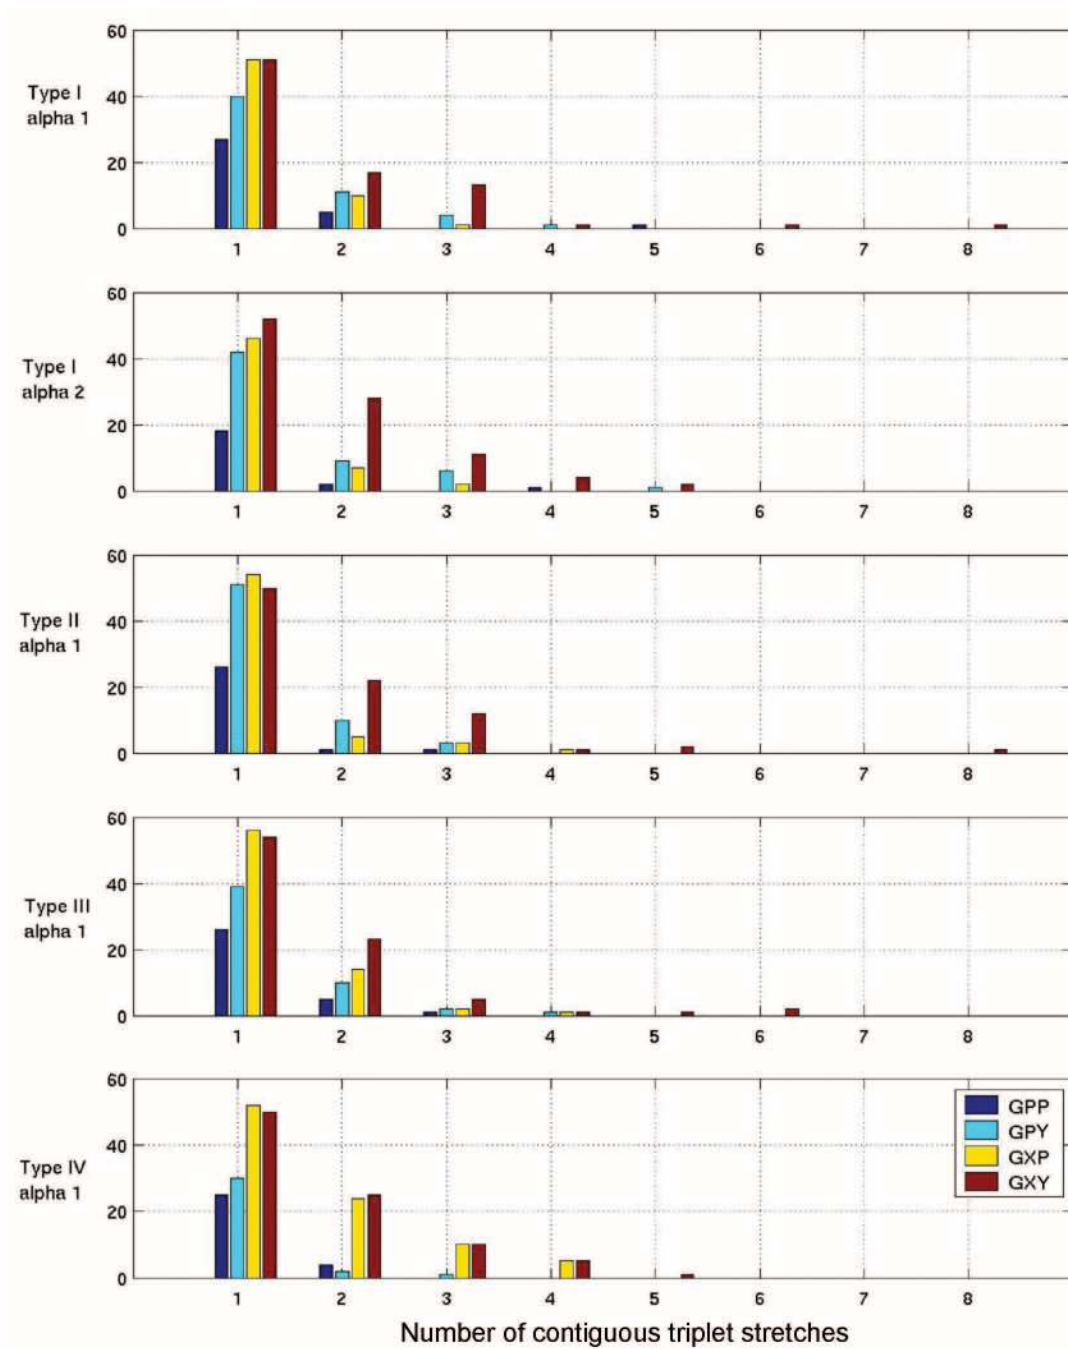 60
40
20
0
Type I
alpha 1
1 2 3 4 5 6 7 8
60
40
20
0
Type I
alpha 2
1 2 3 4 5 6 7 8
60
40
20
0
Type II
alpha 1
1 2 3 4 5 6 7 8
60
40
20
0
Type III
alpha 1
1 2 3 4 5 6 7 8
60
40
20
0
Type IV
alpha 1
GPP
GPY
GXP
GXY
1 2 3 4 5 6 7 8
Number of contiguous triplet stretches